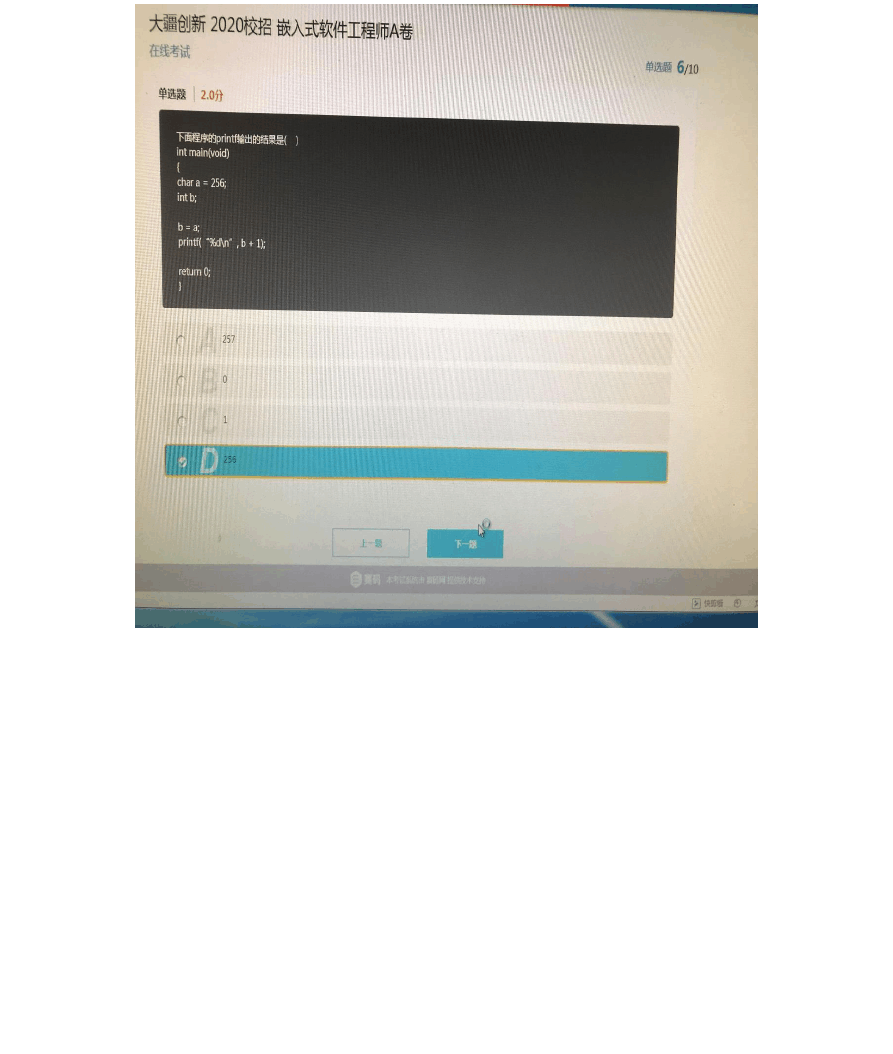 大疆创新 2020校招 嵌入式软件工程师A卷
在线考试
单选题 6/10
单选题 2.0分
下面程序的printf输出的结果是( )
int main(void)
{
char a = 256;
int b;
b = a;
printf( "%d\n" , b + 1);
return 0;
}
A 257
B 0
C 1
D 256
上一题
下一题
赛码